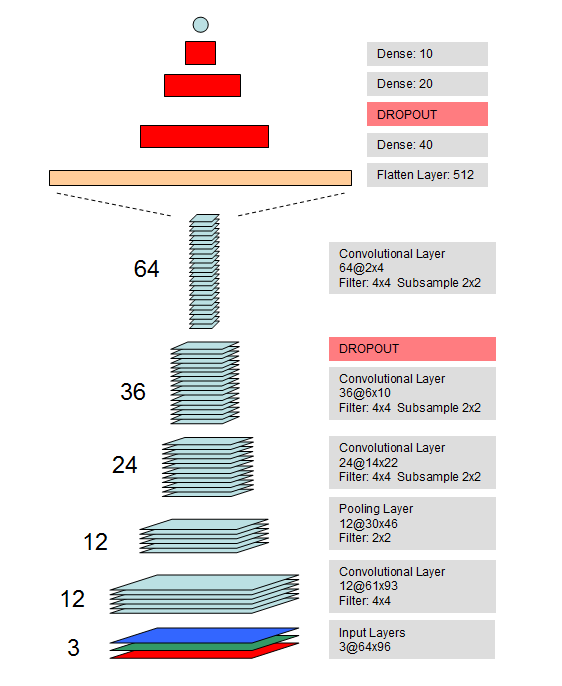 Dense: 10
Dense: 20
DROPOUT
Dense: 40
Flatten Layer: 512
64
Convolutional Layer
64@2x4
Filter: 4x4 Subsample 2x2
DROPOUT
36
Convolutional Layer
36@6x10
Filter: 4x4 Subsample 2x2
24
Convolutional Layer
24@14x22
Filter: 4x4 Subsample 2x2
12
Pooling Layer
12@30x46
Filter: 2x2
12
Convolutional Layer
12@61x93
Filter: 4x4
3
Input Layers
3@64x96